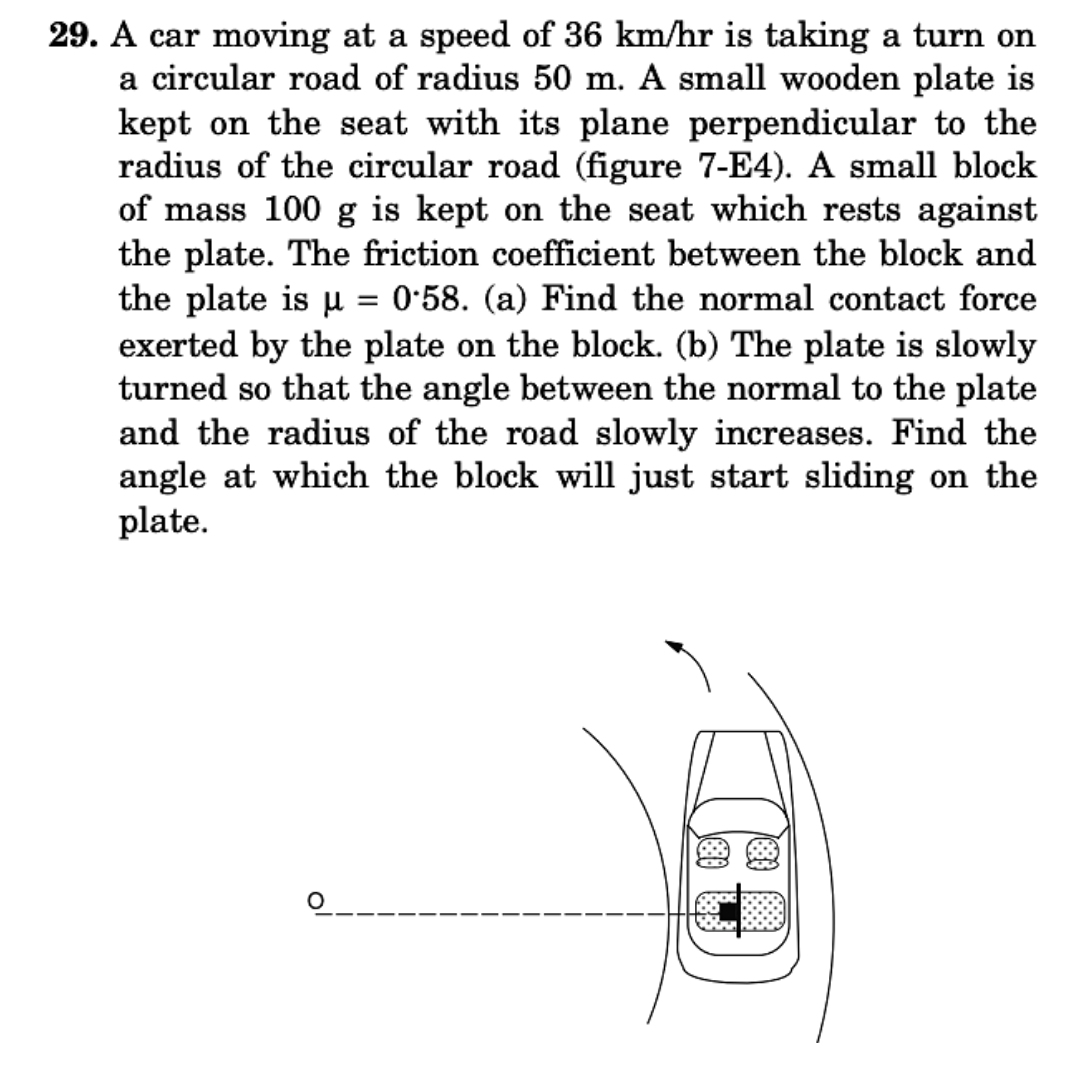 29. A car moving at a speed of 36 km/hr is taking a turn on
a circular road of radius 50 m. A small wooden plate is
kept on the seat with its plane perpendicular to the
radius of the circular road (figure 7-E4). A small block
of mass 100 g is kept on the seat which rests against
the plate. The friction coefficient between the block and
the plate is μ = 0·58. (a) Find the normal contact force
exerted by the plate on the block. (b) The plate is slowly
turned so that the angle between the normal to the plate
and the radius of the road slowly increases. Find the
angle at which the block will just start sliding on the
plate.
O